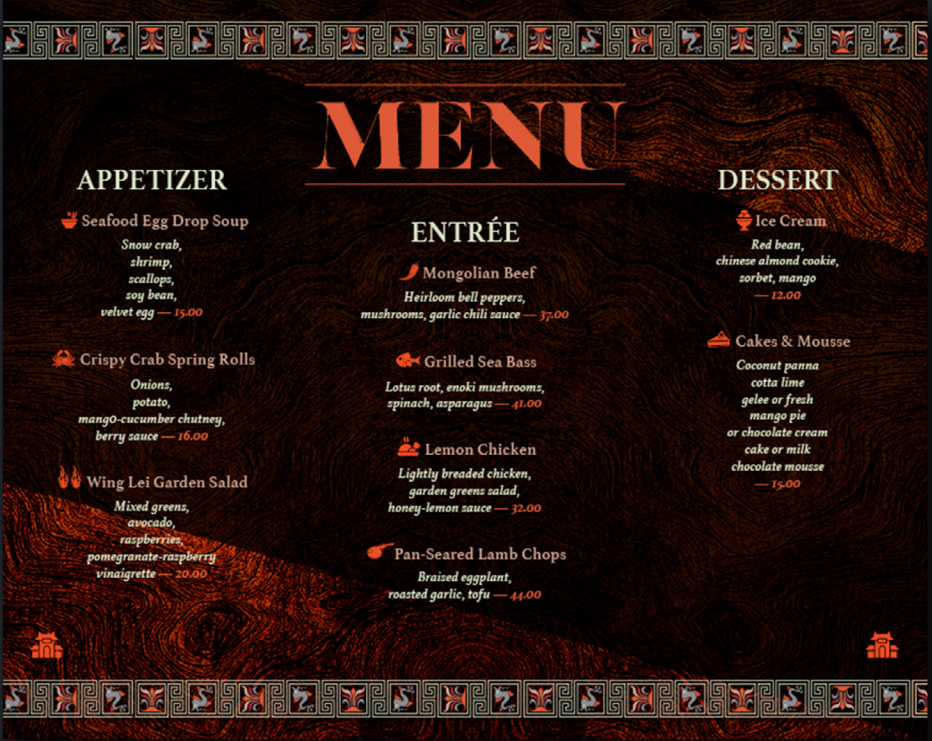 MENU
APPETIZER
Seafood Egg Drop Soup
Snow crab,
shrimp,
scallops,
soy bean,
velvet egg — 15.00
Crispy Crab Spring Rolls
Onions,
potato,
mang0-cucumber chutney,
berry sauce — 16.00
Wing Lei Garden Salad
Mixed greens,
avocado,
raspberries,
pomegranate-raspberry
vinaigrette — 20.00
ENTRÉE
Mongolian Beef
Heirloom bell peppers,
mushrooms, garlic chili sauce — 37.00
Grilled Sea Bass
Lotus root, enoki mushrooms,
spinach, asparagus — 41.00
Lemon Chicken
Lightly breaded chicken,
garden greens salad,
honey-lemon sauce — 32.00
Pan-Seared Lamb Chops
Braised eggplant,
roasted garlic, tofu — 44.00
DESSERT
Ice Cream
Red bean,
chinese almond cookie,
sorbet, mango
— 12.00
Cakes & Mousse
Coconut panna
cotta lime
gelee or fresh
mango pie
or chocolate cream
cake or milk
chocolate mousse
— 15.00